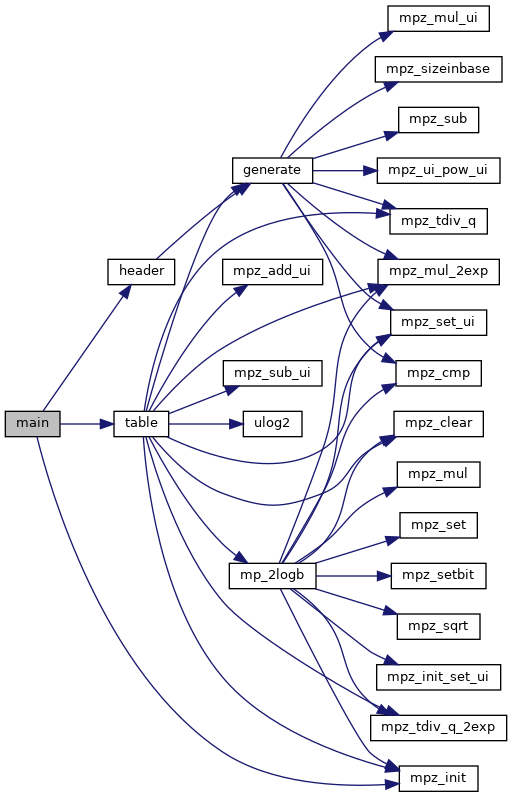 mpz_mul_ui
mpz_sizeinbase
mpz_sub
generate
mpz_ui_pow_ui
mpz_tdiv_q
header
mpz_add_ui
mpz_mul_2exp
mpz_set_ui
mpz_sub_ui
mpz_cmp
main
table
ulog2
mpz_clear
mpz_mul
mpz_set
mp_2logb
mpz_setbit
mpz_sqrt
mpz_init_set_ui
mpz_tdiv_q_2exp
mpz_init